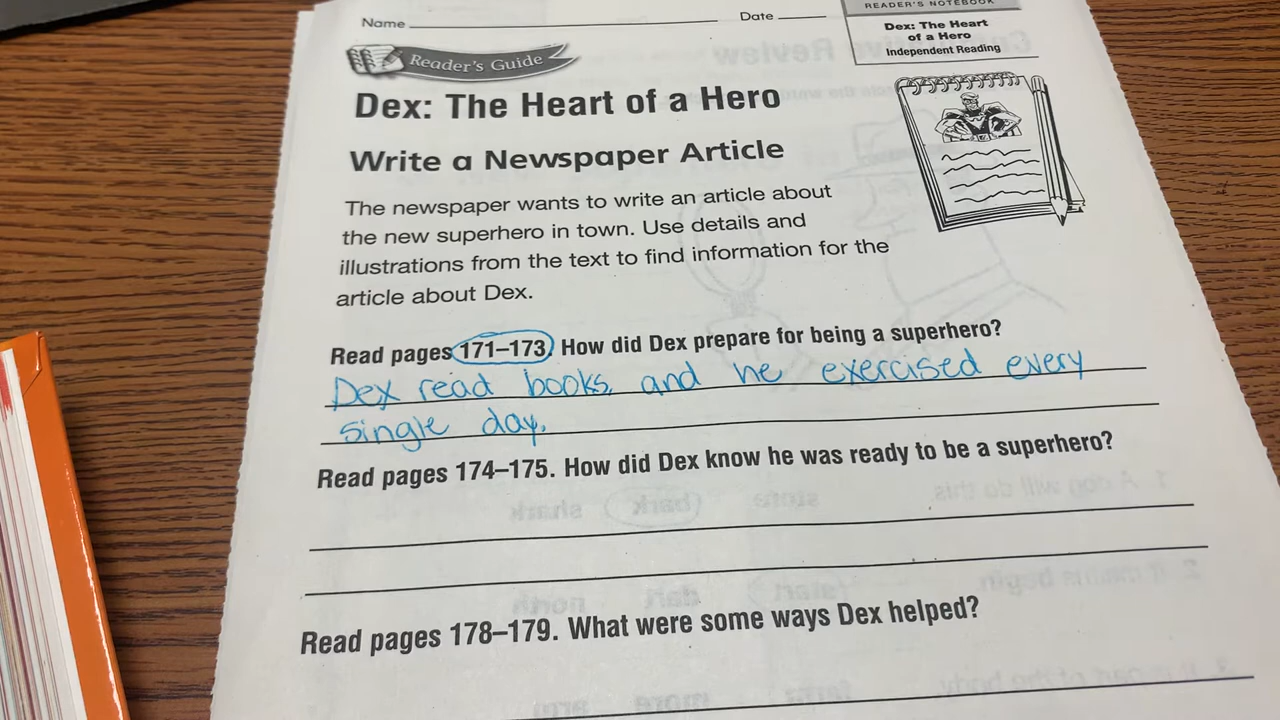 Name Date
READER'S NOTEBOOK
Dex: The Heart
of a Hero
Independent Reading
Reader's Guide
Dex: The Heart of a Hero
Write a Newspaper Article
The newspaper wants to write an article about
the new superhero in town. Use details and
illustrations from the text to find information for the
article about Dex.
Read pages 171–173. How did Dex prepare for being a superhero?
Dex read books, and he exercised every
single day.
Read pages 174–175. How did Dex know he was ready to be a superhero?
Read pages 178–179. What were some ways Dex helped?